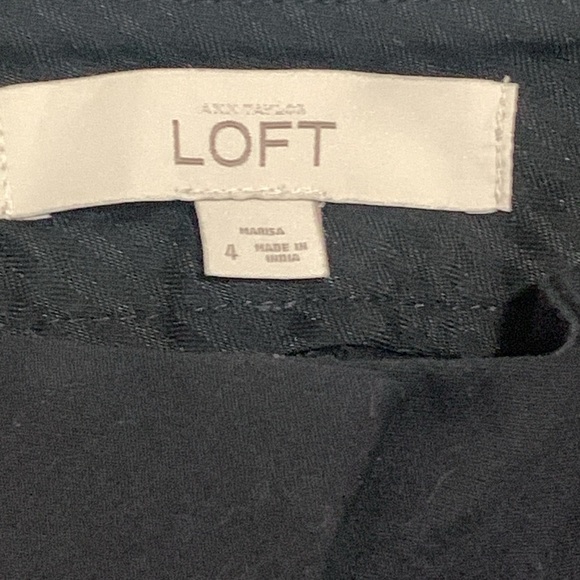 ANN TAYLOR
LOFT
MARISA
4 MADE IN
INDIA